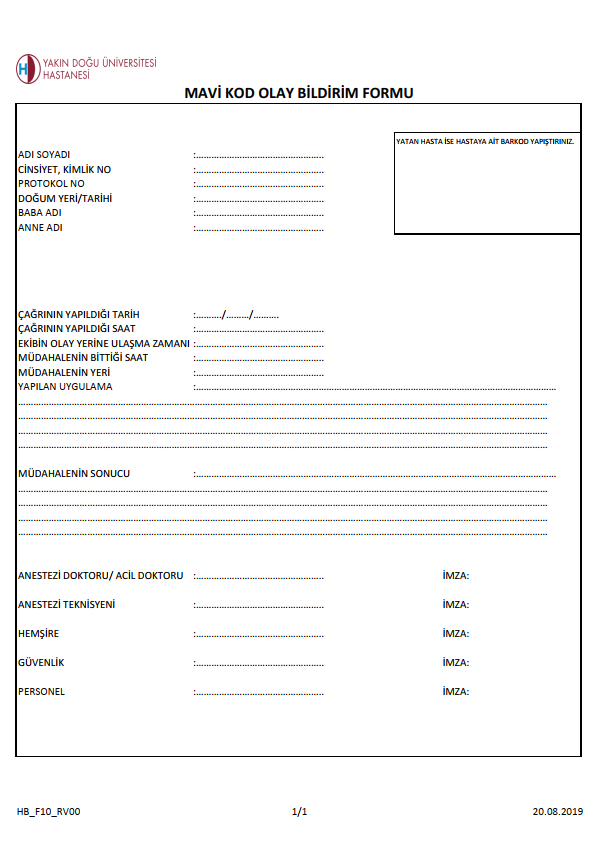 YAKIN DOĞU ÜNİVERSİTESİ
HASTANESİ
MAVİ KOD OLAY BİLDİRİM FORMU
YATAN HASTA İSE HASTAYA AİT BARKOD YAPIŞTIRINIZ.
ADI SOYADI :................................................
CİNSİYET, KİMLİK NO :................................................
PROTOKOL NO :................................................
DOĞUM YERİ/TARİHİ :................................................
BABA ADI :................................................
ANNE ADI :................................................
ÇAĞRININ YAPILDIĞI TARİH :........../........./..........
ÇAĞRININ YAPILDIĞI SAAT :................................................
EKİBİN OLAY YERİNE ULAŞMA ZAMANI :................................................
MÜDAHALENİN BİTTİĞİ SAAT :................................................
MÜDAHALENİN YERİ :................................................
YAPILAN UYGULAMA :................................................................................
................................................................................
................................................................................
................................................................................
................................................................................
MÜDAHALENİN SONUCU :................................................................................
................................................................................
................................................................................
................................................................................
................................................................................
ANESTEZİ DOKTORU/ ACİL DOKTORU :................................................ İMZA:
ANESTEZİ TEKNİSYENİ :................................................ İMZA:
HEMŞİRE :................................................ İMZA:
GÜVENLİK :................................................ İMZA:
PERSONEL :................................................ İMZA:
HB_F10_RV00 1/1 20.08.2019